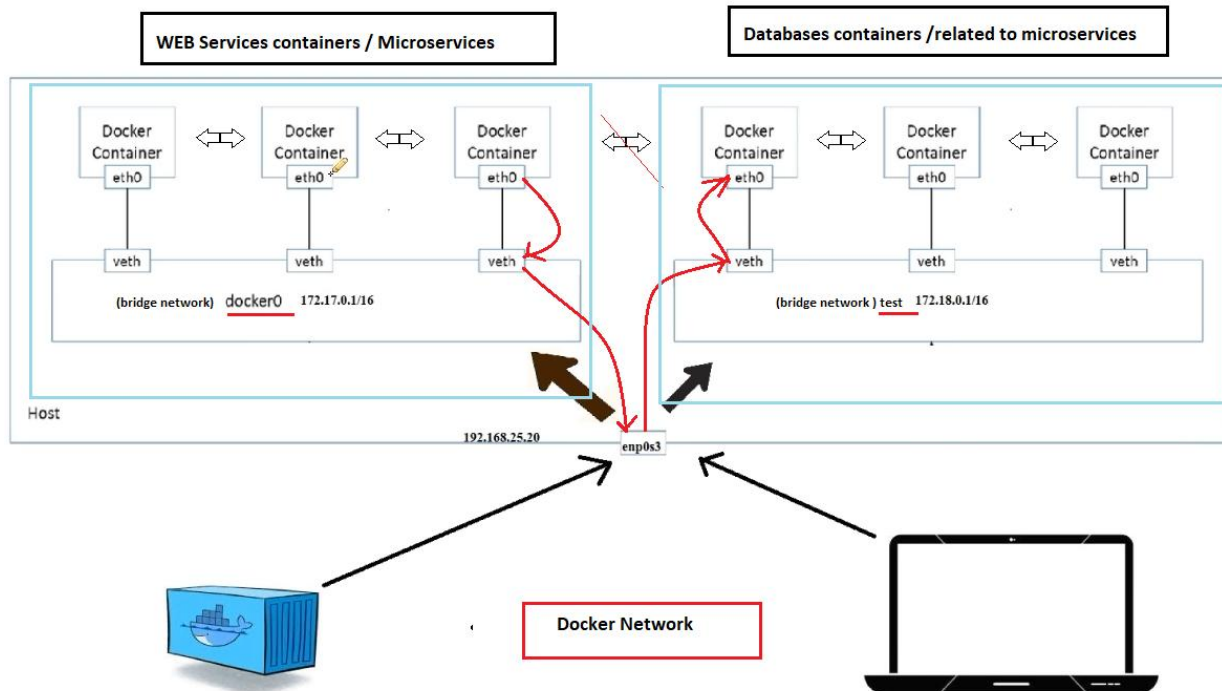 WEB Services containers / Microservices
Databases containers /related to microservices
Docker
Container
eth0
Docker
Container
eth0
Docker
Container
eth0
Docker
Container
eth0
Docker
Container
eth0
Docker
Container
eth0
veth
veth
veth
veth
veth
veth
(bridge network) docker0 172.17.0.1/16
(bridge network ) test 172.18.0.1/16
Host
192.168.25.20
enp0s3
Docker Network